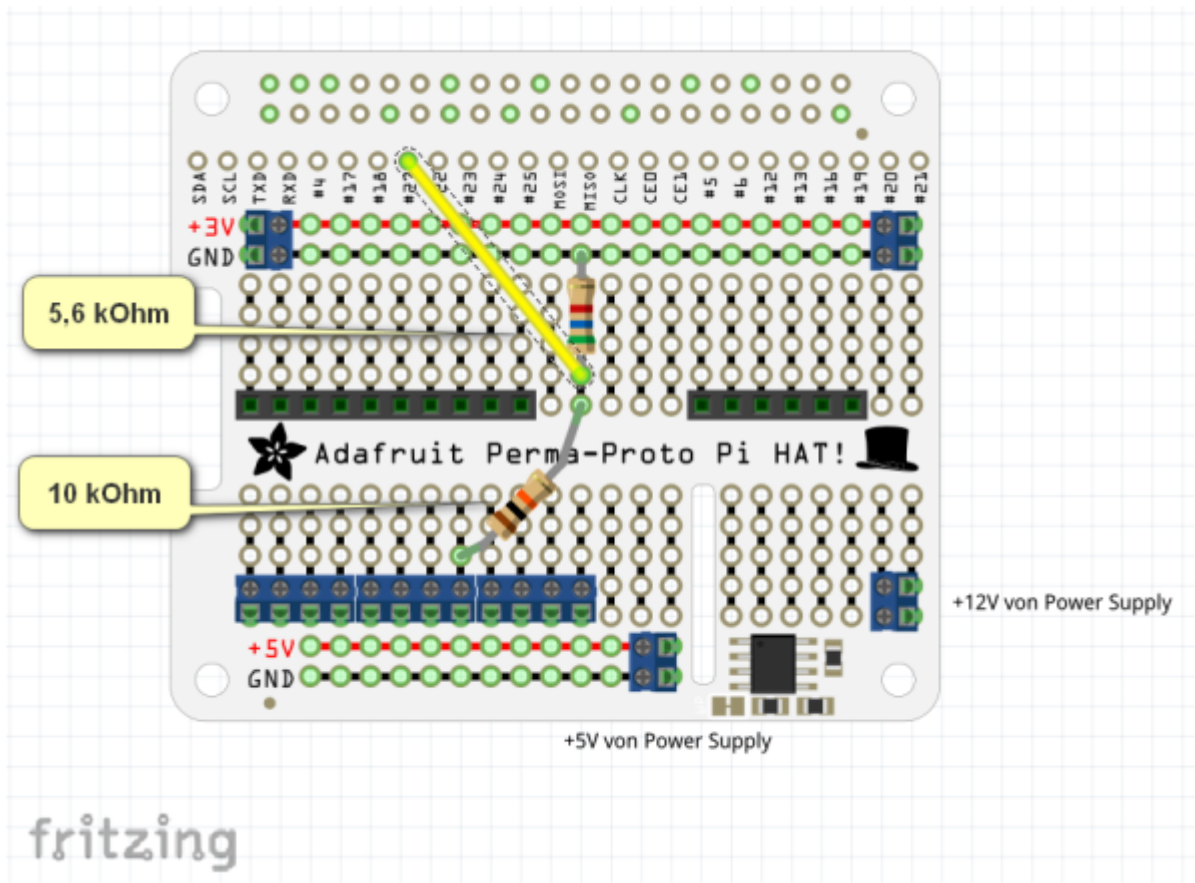 SDA
SCL
TXD
RXD
#4
#17
#18
#23
#24
#25
MOSI
MISO
CLK
CE0
CE1
#5
#6
#12
#13
#16
#19
#20
#21
+3V
GND
5,6 kOhm
Adafruit Perma-Proto Pi HAT!
10 kOhm
+12V von Power Supply
+5V
GND
+5V von Power Supply
fritzing